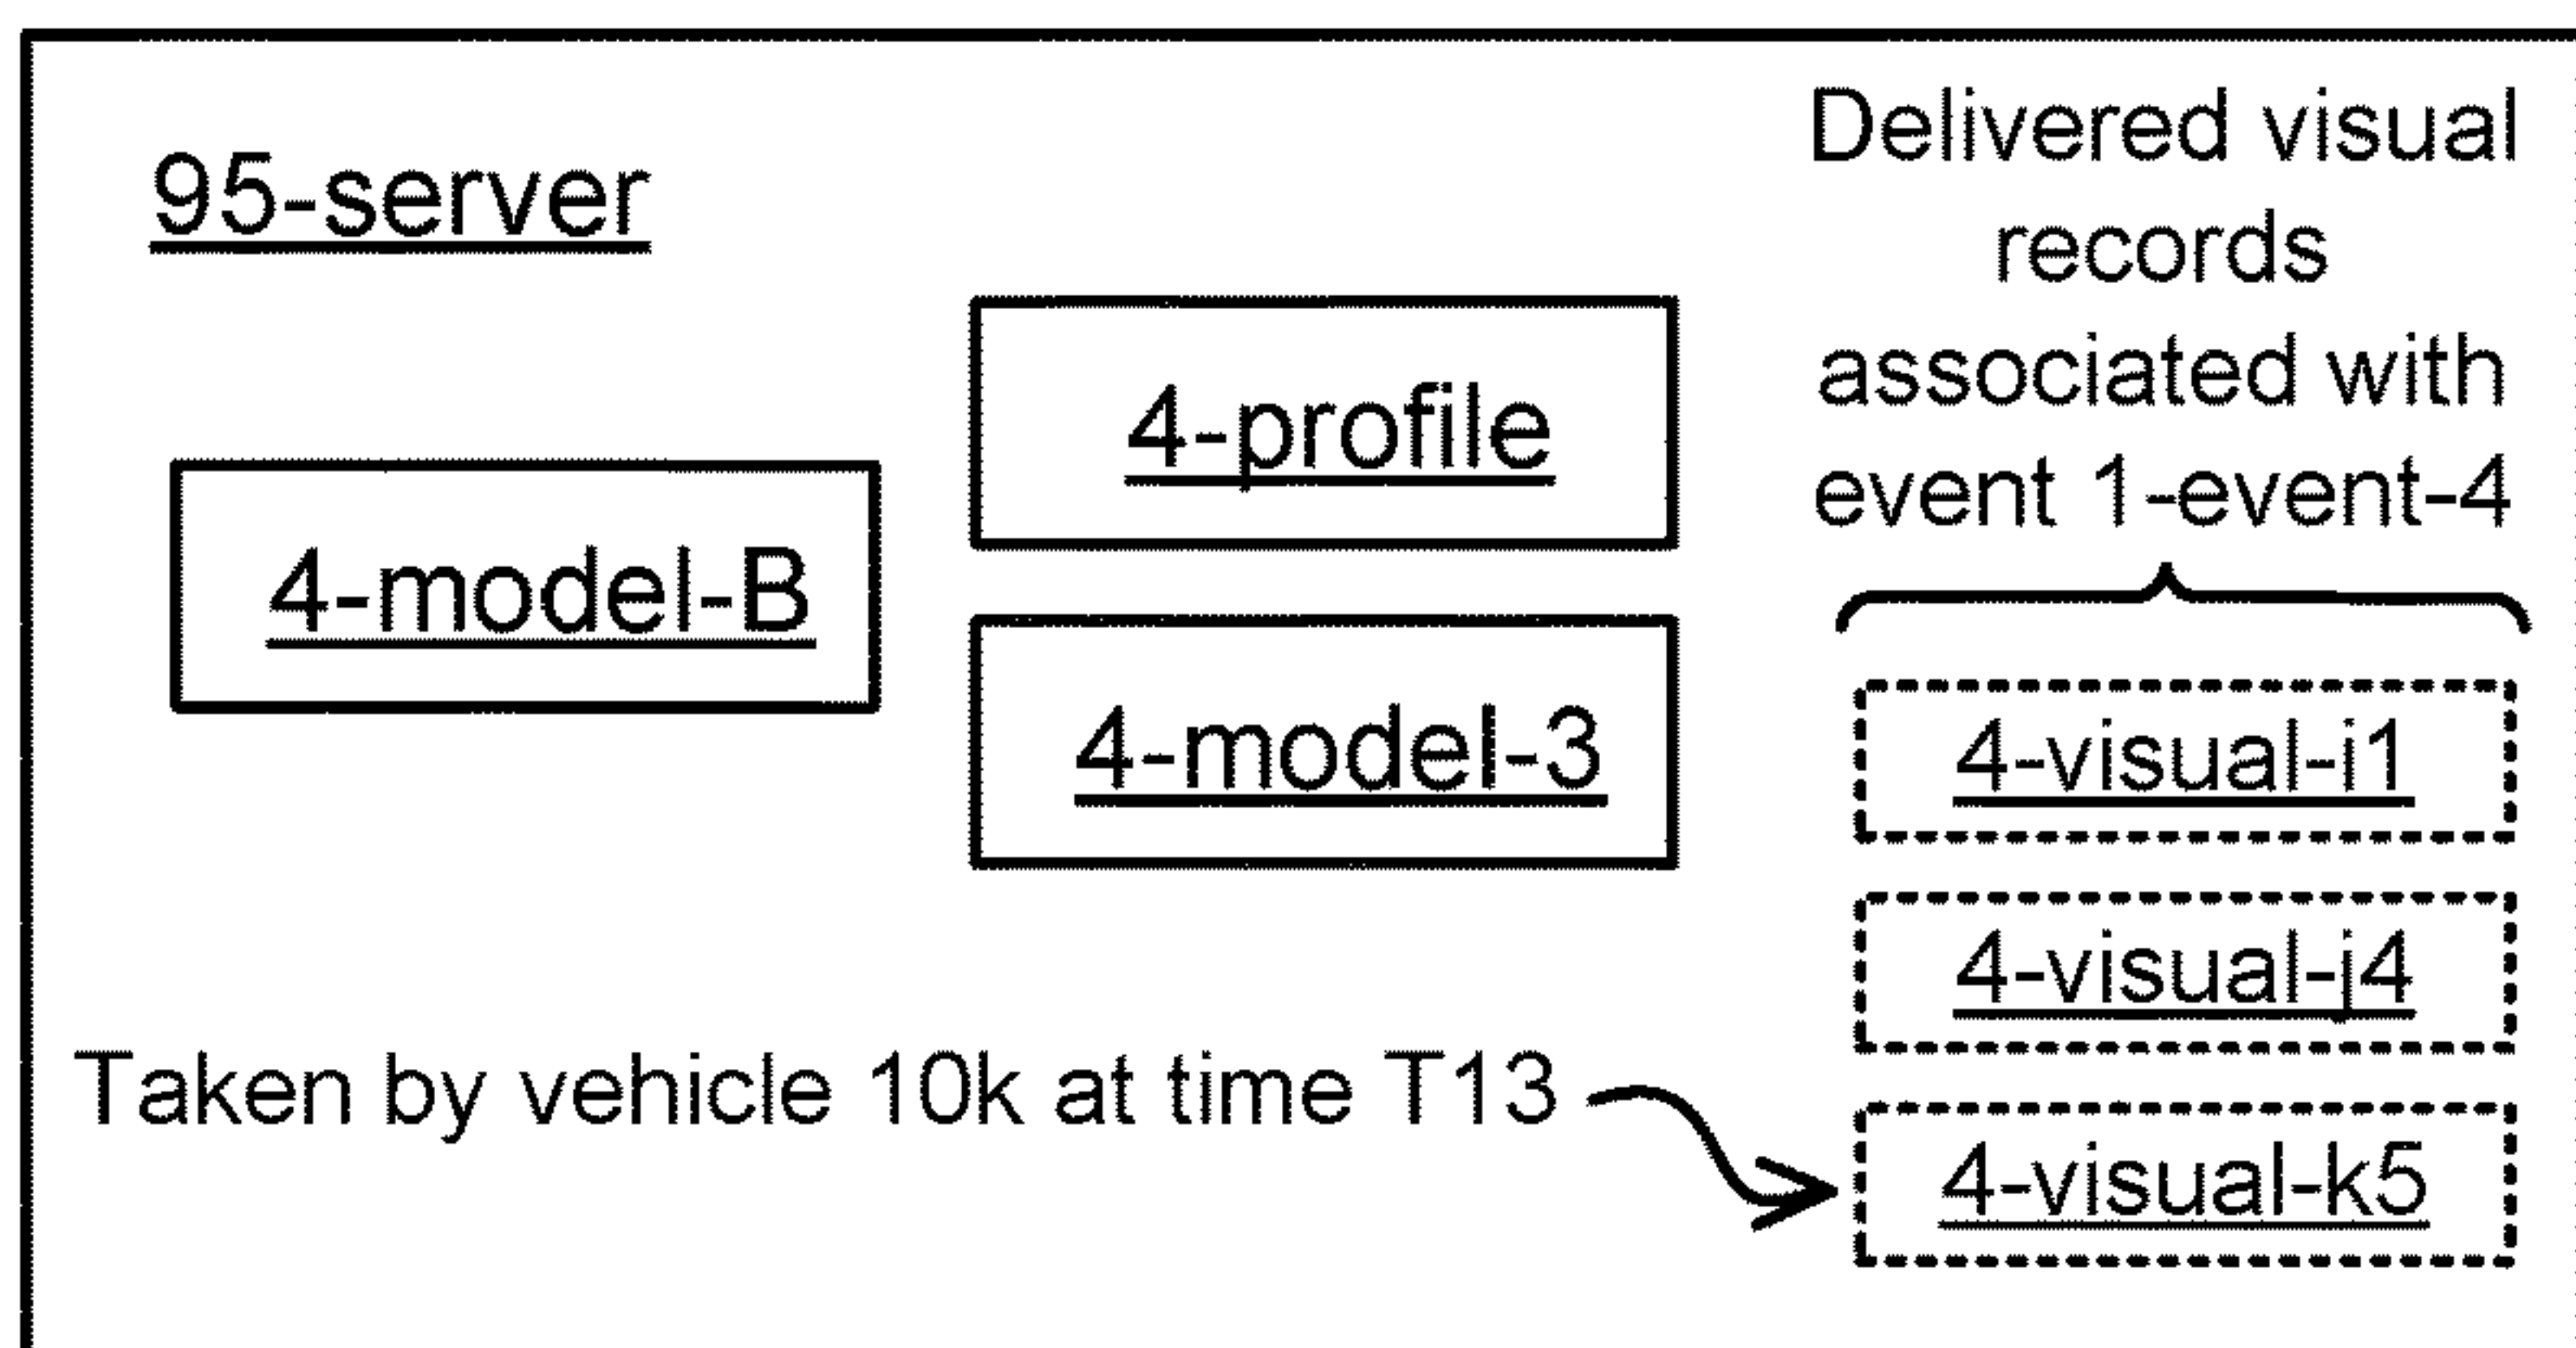 95-server
Delivered visual
records
associated with
event 1-event-4
4-profile
4-model-B
4-model-3
4-visual-i1
4-visual-j4
Taken by vehicle 10k at time T13
4-visual-k5